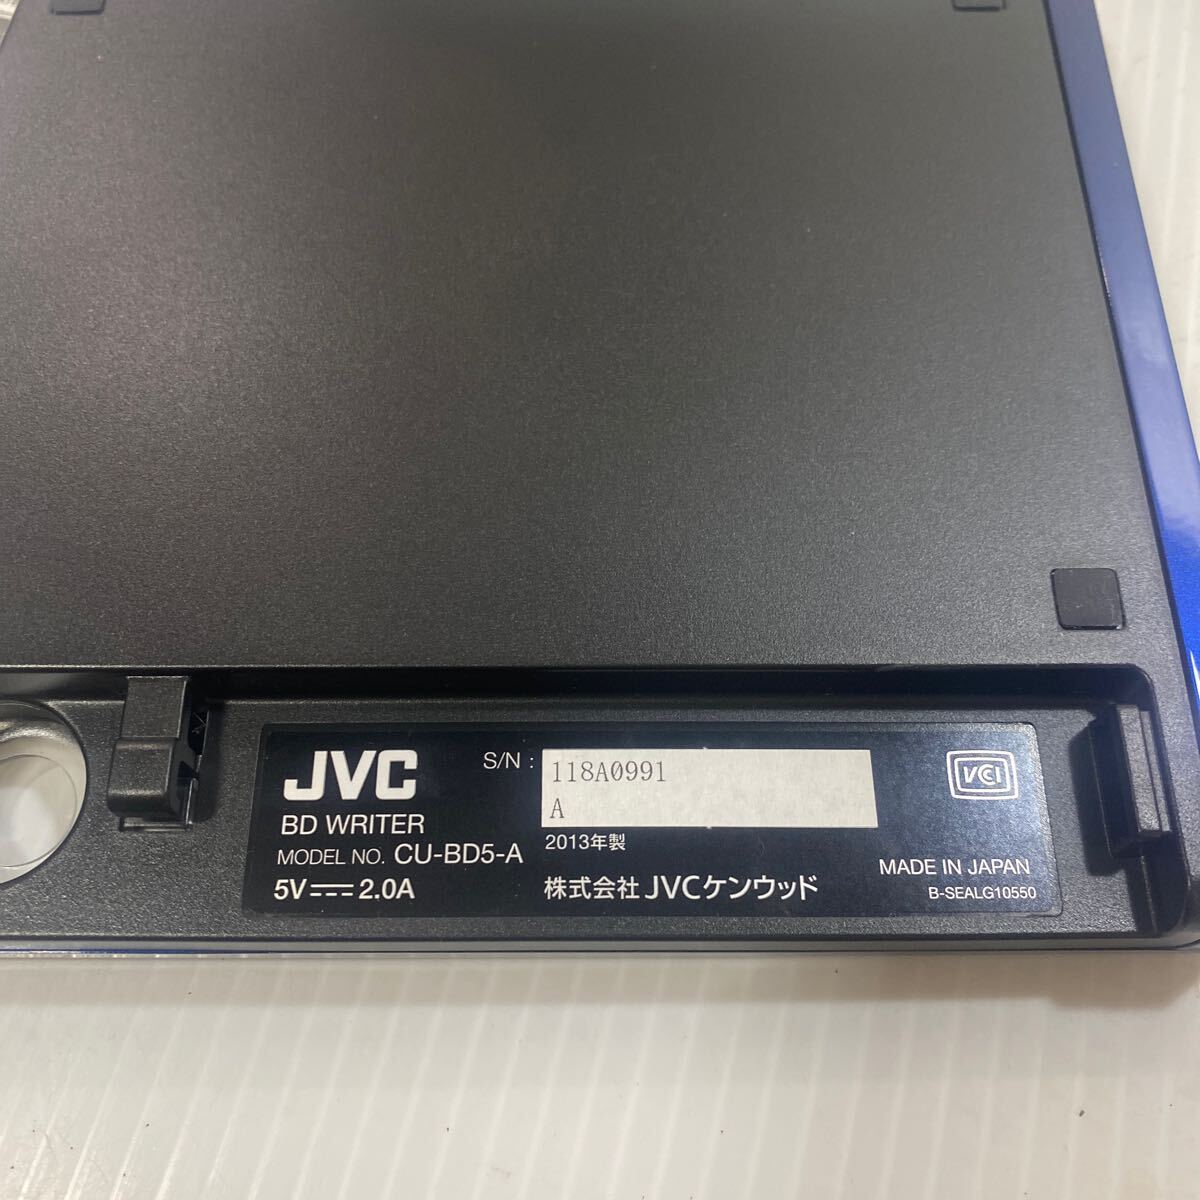 JVC
BD WRITER
MODEL NO. CU-BD5-A
5V⎓2.0A
S/N : 118A0991
A
2013年製
株式会社 JVCケンウッド
VCCI
MADE IN JAPAN
B-SEALG10550